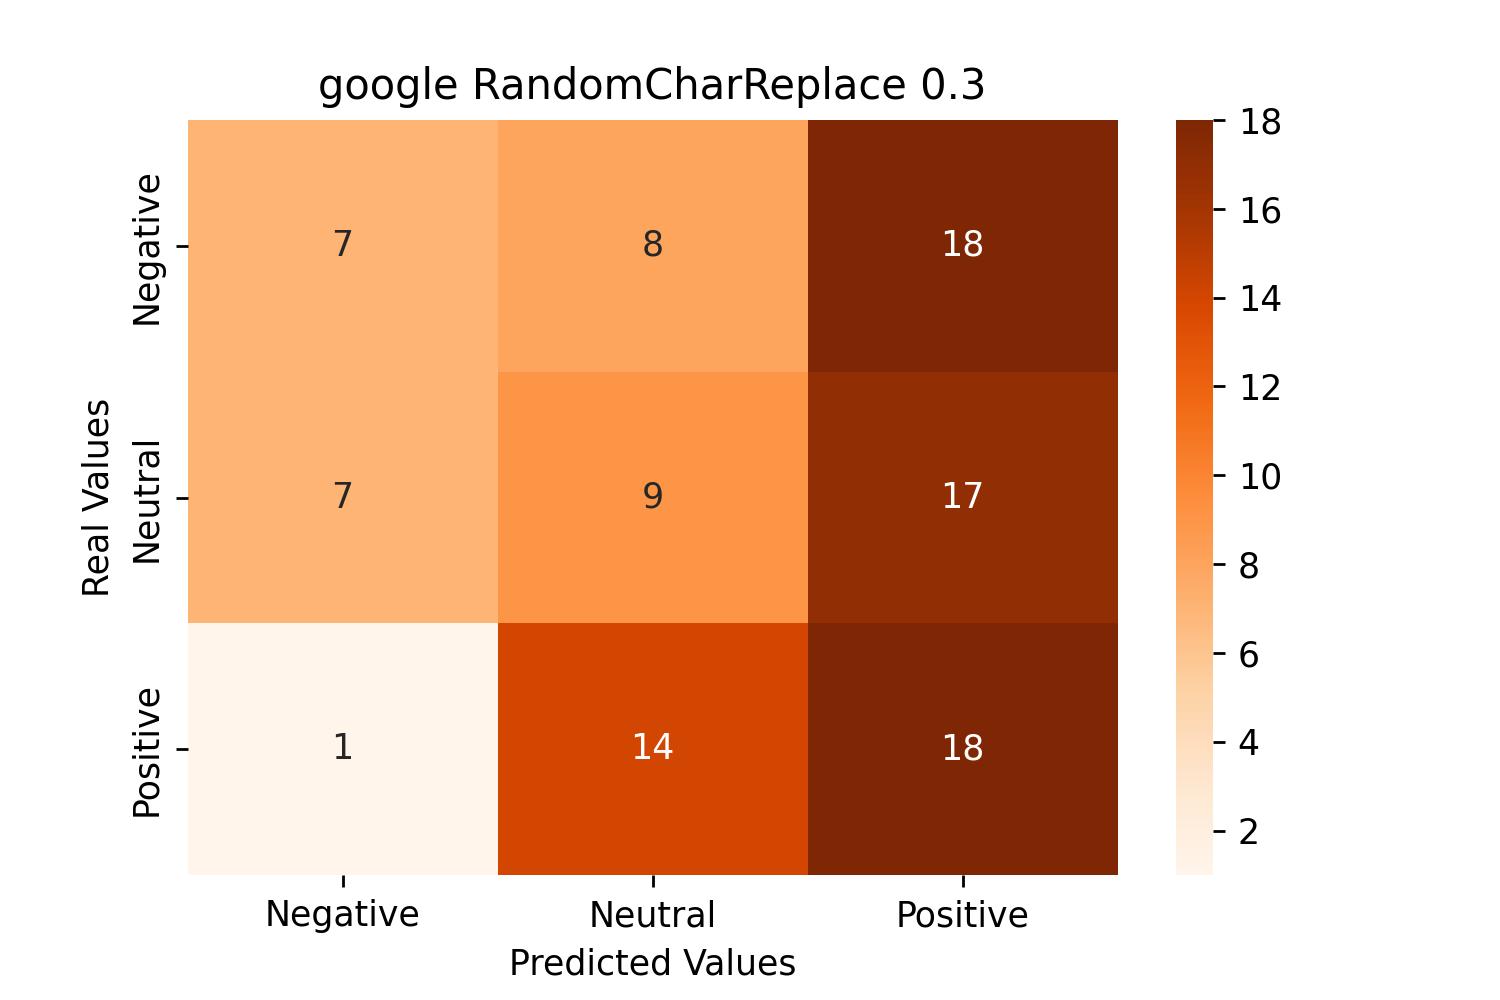 google RandomCharReplace 0.3
Real Values
Negative
7 8 18
Neutral
7 9 17
Positive
1 14 18
Negative Neutral Positive
Predicted Values
18
16
14
12
10
8
6
4
2